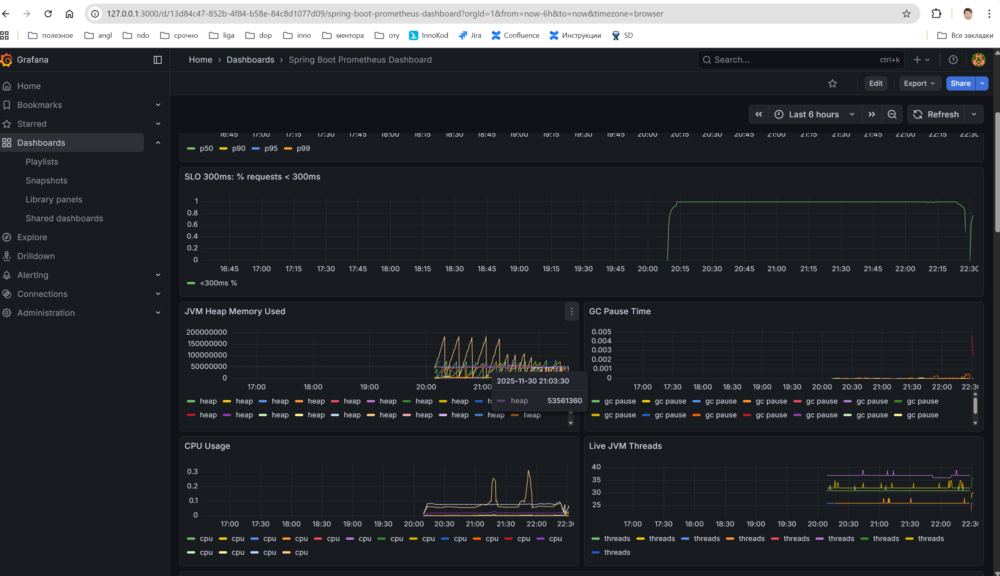 127.0.0.1:3000/d/13d84c47-852b-4f84-b58e-84c8d1077d09/spring-boot-prometheus-dashboard?orgId=1&from=now-6h&to=now&timezone=browser
полезное angl ndo срочно liga dop inno ментора оту InnoKod Jira Confluence Инструкции SD Все закладки
Grafana
Home › Dashboards › Spring Boot Prometheus Dashboard
Search... ctrl+k
Edit Export Share
Home
Bookmarks
Starred
Dashboards
Playlists
Snapshots
Library panels
Shared dashboards
Explore
Drilldown
Alerting
Connections
Administration
Last 6 hours Refresh
16:45 17:00 17:15 17:30 17:45 18:00 18:15 18:30 18:45 19:00 19:15 19:30 19:45 20:00 20:15 20:30 20:45 21:00 21:15 21:30 21:45 22:00 22:15 22:30
p50 p90 p95 p99
SLO 300ms: % requests < 300ms
1
0.8
0.6
0.4
0.2
0
16:45 17:00 17:15 17:30 17:45 18:00 18:15 18:30 18:45 19:00 19:15 19:30 19:45 20:00 20:15 20:30 20:45 21:00 21:15 21:30 21:45 22:00 22:15 22:30
<300ms %
JVM Heap Memory Used
200000000
150000000
100000000
50000000
0
17:00 18:00 19:00 20:00 21:00
2025-11-30 21:03:30
heap 53561360
heap heap heap heap heap heap heap heap h
heap heap heap heap heap heap heap heap heap heap
GC Pause Time
0.005
0.004
0.003
0.002
0.001
0
17:00 17:30 18:00 18:30 19:00 19:30 20:00 20:30 21:00 21:30 22:00 22:30
gc pause gc pause gc pause gc pause gc pause gc pause gc pause
gc pause gc pause gc pause gc pause gc pause gc pause gc pause
CPU Usage
0.3
0.2
0.1
0
17:00 17:30 18:00 18:30 19:00 19:30 20:00 20:30 21:00 21:30 22:00 22:30
cpu cpu cpu cpu cpu cpu cpu cpu cpu cpu cpu cpu
cpu cpu cpu cpu
Live JVM Threads
40
35
30
25
17:00 17:30 18:00 18:30 19:00 19:30 20:00 20:30 21:00 21:30 22:00 22:30
threads threads threads threads threads threads threads threads
threads